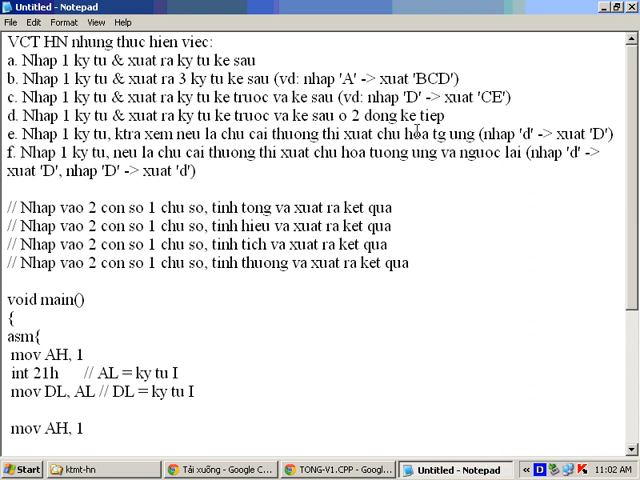 Untitled - Notepad
File Edit Format View Help
VCT HN nhung thuc hien viec:
a. Nhap 1 ky tu & xuat ra ky tu ke sau
b. Nhap 1 ky tu & xuat ra 3 ky tu ke sau (vd: nhap 'A' -> xuat 'BCD')
c. Nhap 1 ky tu & xuat ra ky tu ke truoc va ke sau (vd: nhap 'D' -> xuat 'CE')
d. Nhap 1 ky tu & xuat ra ky tu ke truoc va ke sau o 2 dong ke tiep
e. Nhap 1 ky tu, ktra xem neu la chu cai thuong thi xuat chu hoa tg ung (nhap 'd' -> xuat 'D')
f. Nhap 1 ky tu, neu la chu cai thuong thi xuat chu hoa tuong ung va nguoc lai (nhap 'd' ->
xuat 'D', nhap 'D' -> xuat 'd')
// Nhap vao 2 con so 1 chu so, tinh tong va xuat ra ket qua
// Nhap vao 2 con so 1 chu so, tinh hieu va xuat ra ket qua
// Nhap vao 2 con so 1 chu so, tinh tich va xuat ra ket qua
// Nhap vao 2 con so 1 chu so, tinh thuong va xuat ra ket qua
void main()
{
asm{
mov AH, 1
int 21h // AL = ky tu I
mov DL, AL // DL = ky tu I
mov AH, 1
Start ktmt-hn Tải xuống - Google C... TONG-V1.CPP - Googl... Untitled - Notepad « D K 11:02 AM